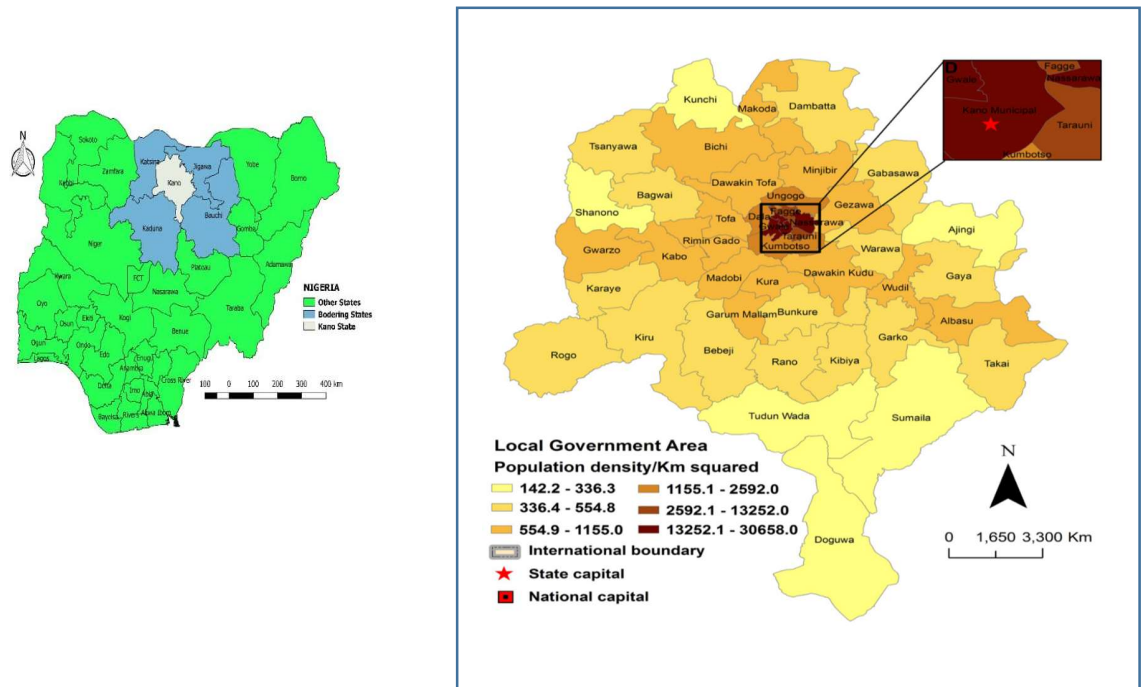 N
Sokoto
Katsina
Jigawa
Yobe
Borno
Zamfara
Kebbi
Kano
Bauchi
Kaduna
Gombe
Niger
Adamawa
Plateau
FCT
Kwara
Nasarawa
Taraba
Oyo
Kogi
Benue
Ekiti
Osun
Ogun
Ondo
Edo
Enugu
Lagos
Anambra
Cross River
Delta
Imo
Abia
Bayelsa
Rivers
Akwa Ibom
NIGERIA
Other States
Bodering States
Kano State
100 0 100 200 300 400 km
D
Fagge
Gwale
Nassarawa
Kano Municipal
Tarauni
Kumbotso
Kunchi
Makoda
Dambatta
Tsanyawa
Bichi
Minjibir
Gabasawa
Dawakin Tofa
Bagwai
Ungogo
Shanono
Tofa
Dala
Fagge
Gezawa
Nassarawa
Ajingi
Rimin Gado
Tarauni
Gwarzo
Kumbotso
Warawa
Kabo
Dawakin Kudu
Gaya
Madobi
Kura
Wudil
Karaye
Garum Mallam
Bunkure
Albasu
Kiru
Garko
Rogo
Bebeji
Rano
Kibiya
Takai
Tudun Wada
Sumaila
Doguwa
Local Government Area
Population density/Km squared
142.2 - 336.3
1155.1 - 2592.0
336.4 - 554.8
2592.1 - 13252.0
554.9 - 1155.0
13252.1 - 30658.0
International boundary
State capital
National capital
N
0 1,650 3,300 Km